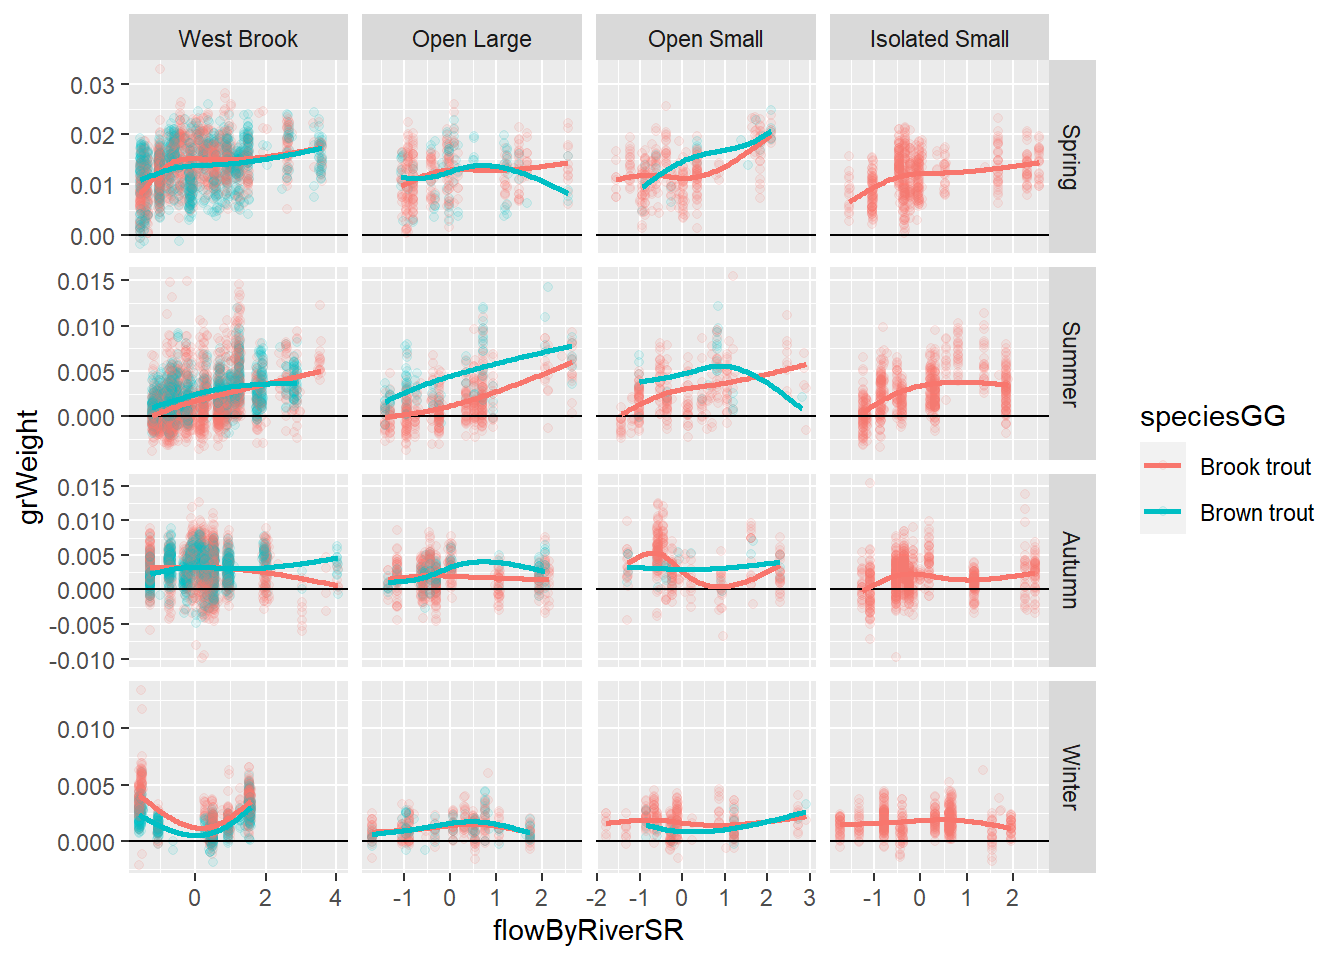 West Brook Open Large Open Small Isolated Small
0.03
0.02
0.01
0.00
Spring
0.015
0.010
0.005
0.000
Summer
0.015
0.010
0.005
0.000
-0.005
-0.010
Autumn
0.010
0.005
0.000
Winter
grWeight
0 2 4 -1 0 1 2 -2 -1 0 1 2 3 -1 0 1 2
flowByRiverSR
speciesGG
Brook trout
Brown trout